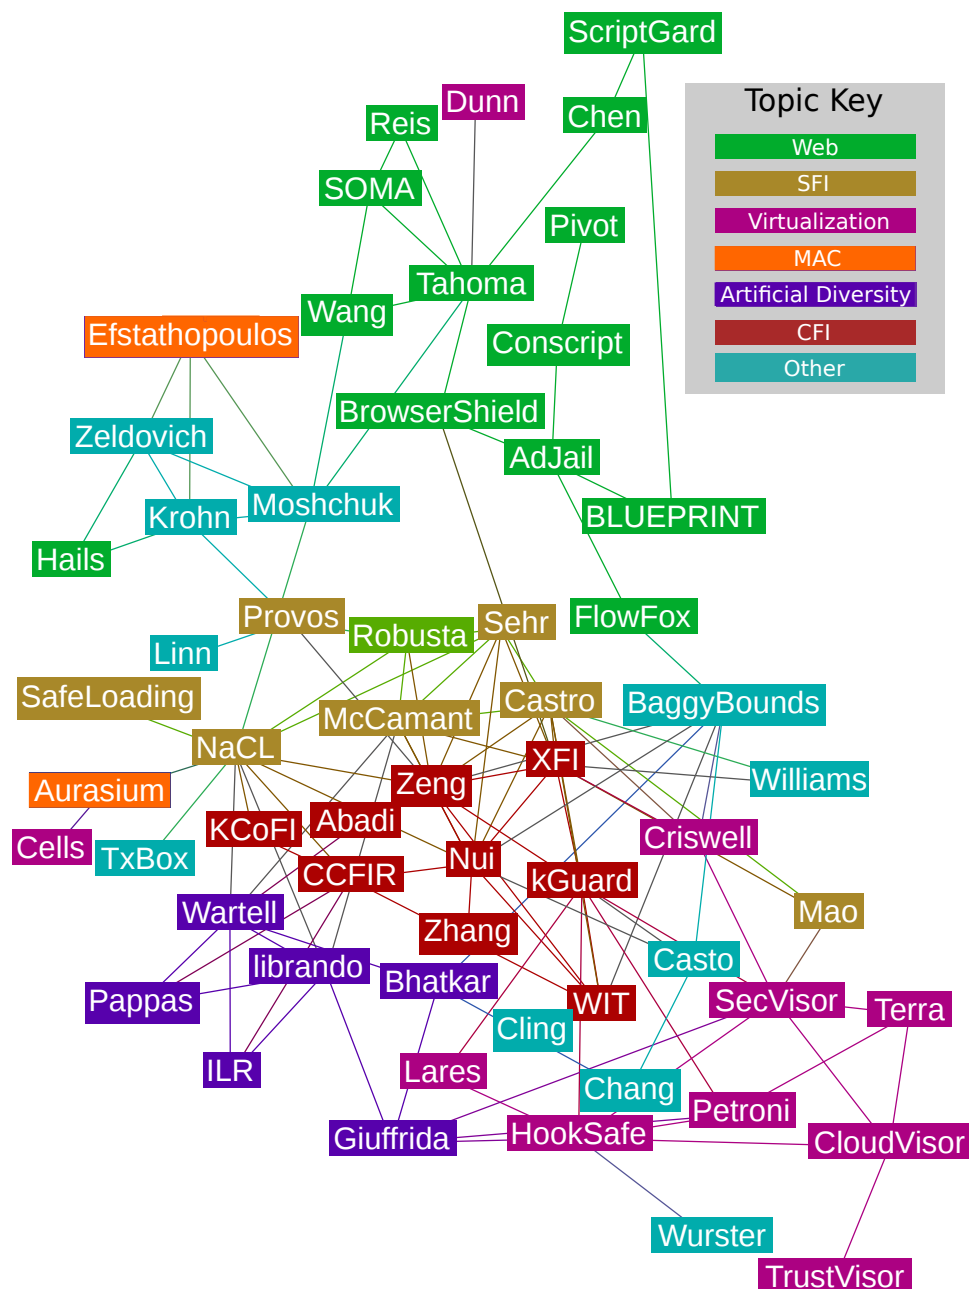 ScriptGard
Topic Key
Dunn
Reis
Chen
Web
SOMA
SFI
Pivot
Virtualization
MAC
Tahoma
Artificial Diversity
Wang
CFI
Efstathopoulos
Conscript
Other
BrowserShield
Zeldovich
AdJail
Moshchuk
Krohn
BLUEPRINT
Hails
Provos
Sehr
FlowFox
Robusta
Linn
SafeLoading
Castro
BaggyBounds
McCamant
NaCL
XFI
Williams
Aurasium
Zeng
Abadi
KCoFI
Criswell
Cells
TxBox
Nui
CCFIR
kGuard
Wartell
Mao
Zhang
Casto
librando
Bhatkar
Pappas
SecVisor
WIT
Terra
Cling
ILR
Lares
Chang
Petroni
Giuffrida
HookSafe
CloudVisor
Wurster
TrustVisor